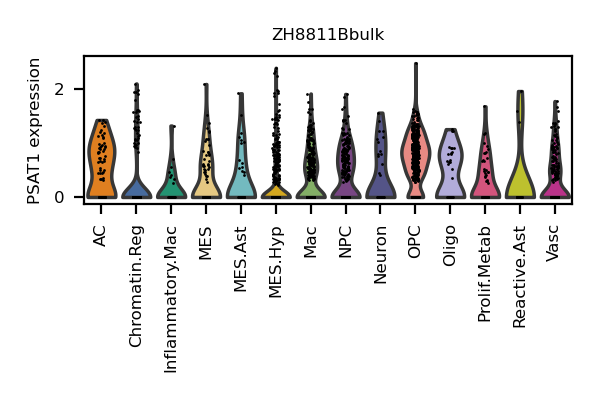 ZH8811Bbulk
PSAT1 expression
2
0
AC
Chromatin.Reg
Inflammatory.Mac
MES
MES.Ast
MES.Hyp
Mac
NPC
Neuron
OPC
Oligo
Prolif.Metab
Reactive.Ast
Vasc